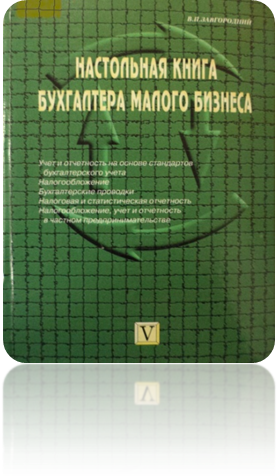 В.П.ЗАВГОРОДНИЙ
НАСТОЛЬНАЯ КНИГА
БУХГАЛТЕРА МАЛОГО БИЗНЕСА
Учет и отчетность на основе стандартов
бухгалтерского учета
Налогообложение
Бухгалтерские проводки
Налоговая и статистическая отчетность
Налогообложение, учет и отчетность
в частном предпринимательстве
V